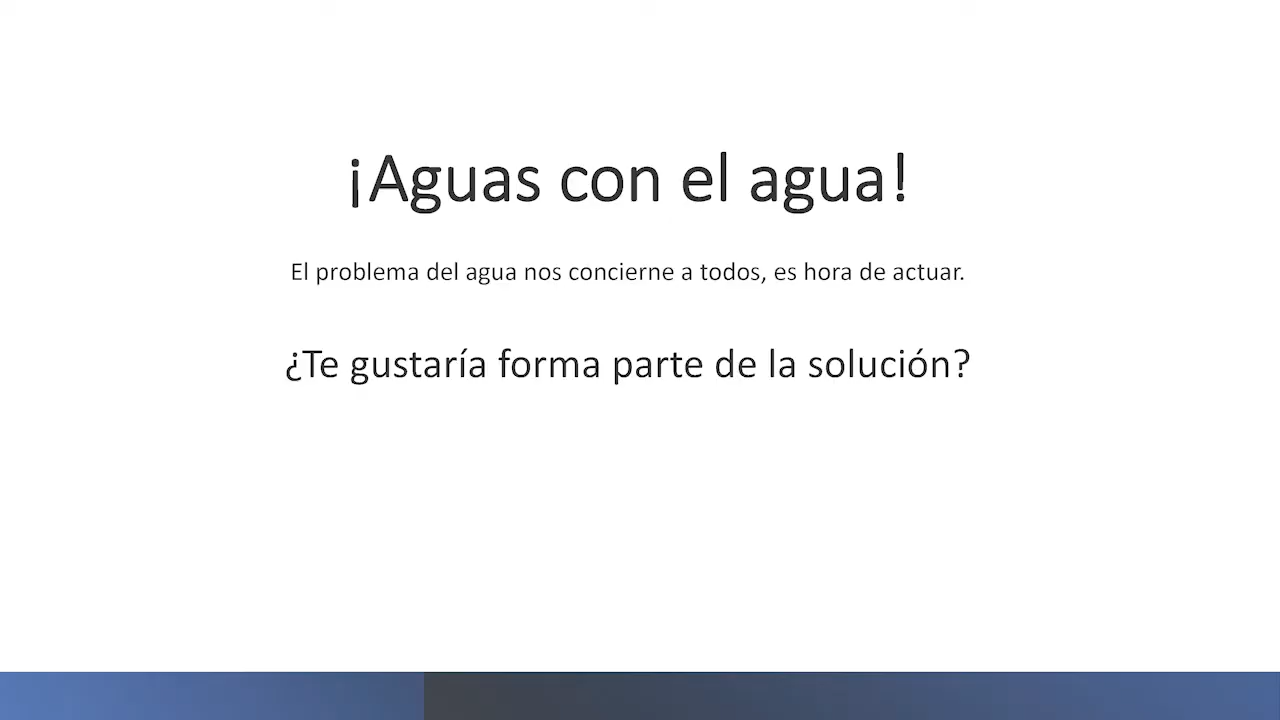 ¡Aguas con el agua!
El problema del agua nos concierne a todos, es hora de actuar.
¿Te gustaría forma parte de la solución?